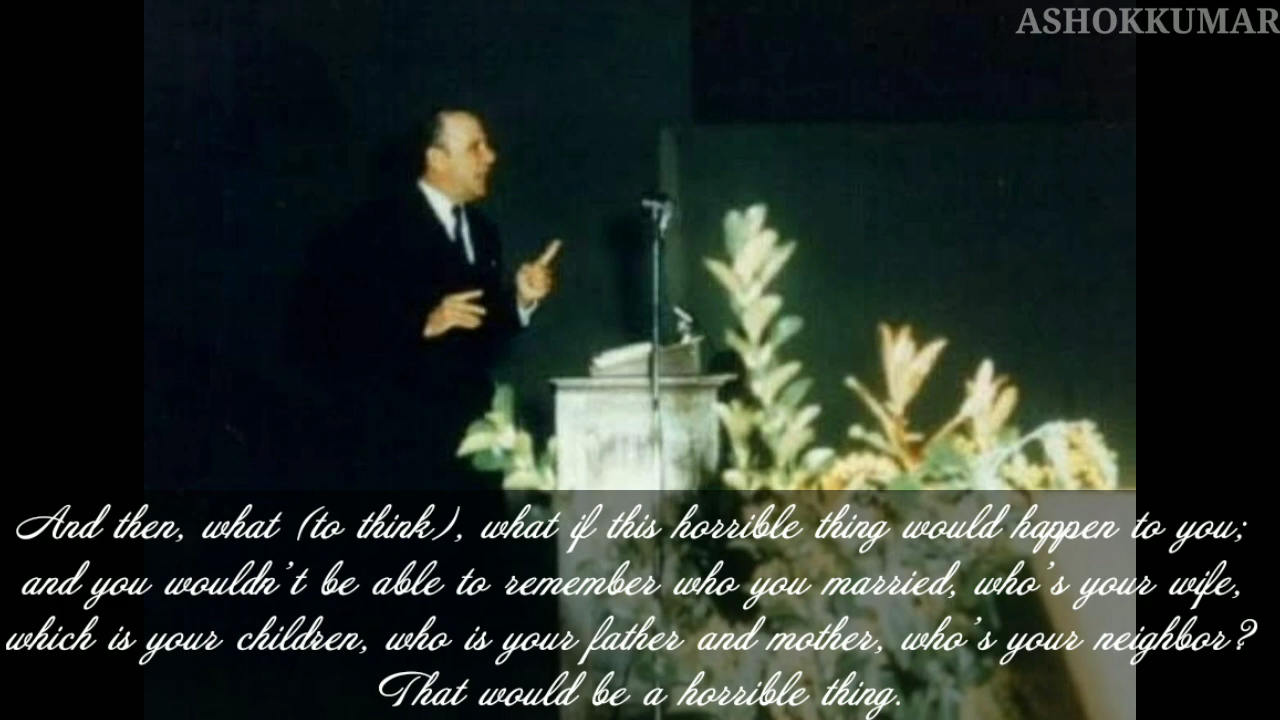 ASHOKKUMAR
And then, what (to think), what if this horrible thing would happen to you;
and you wouldn't be able to remember who you married, who's your wife,
which is your children, who is your father and mother, who's your neighbor?
That would be a horrible thing.